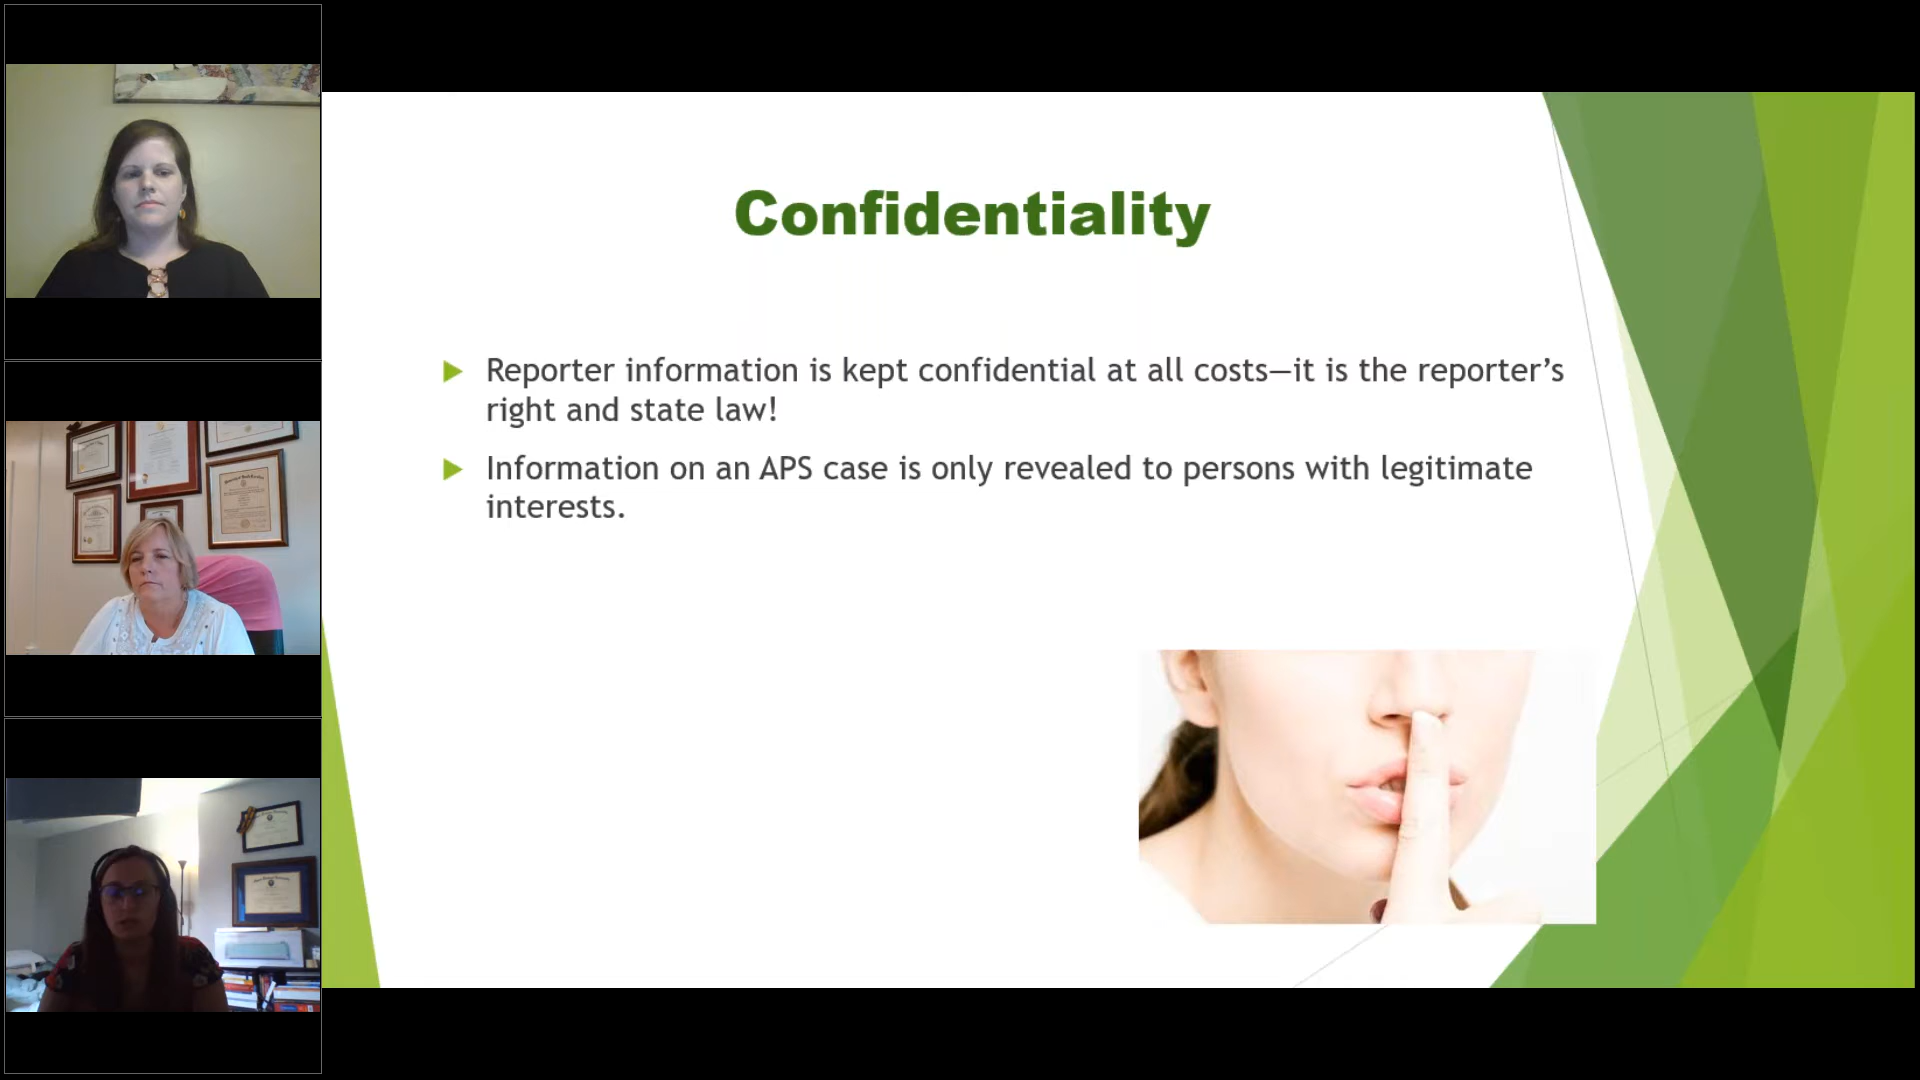 Confidentiality
Reporter information is kept confidential at all costs—it is the reporter’s
right and state law!
Information on an APS case is only revealed to persons with legitimate
interests.